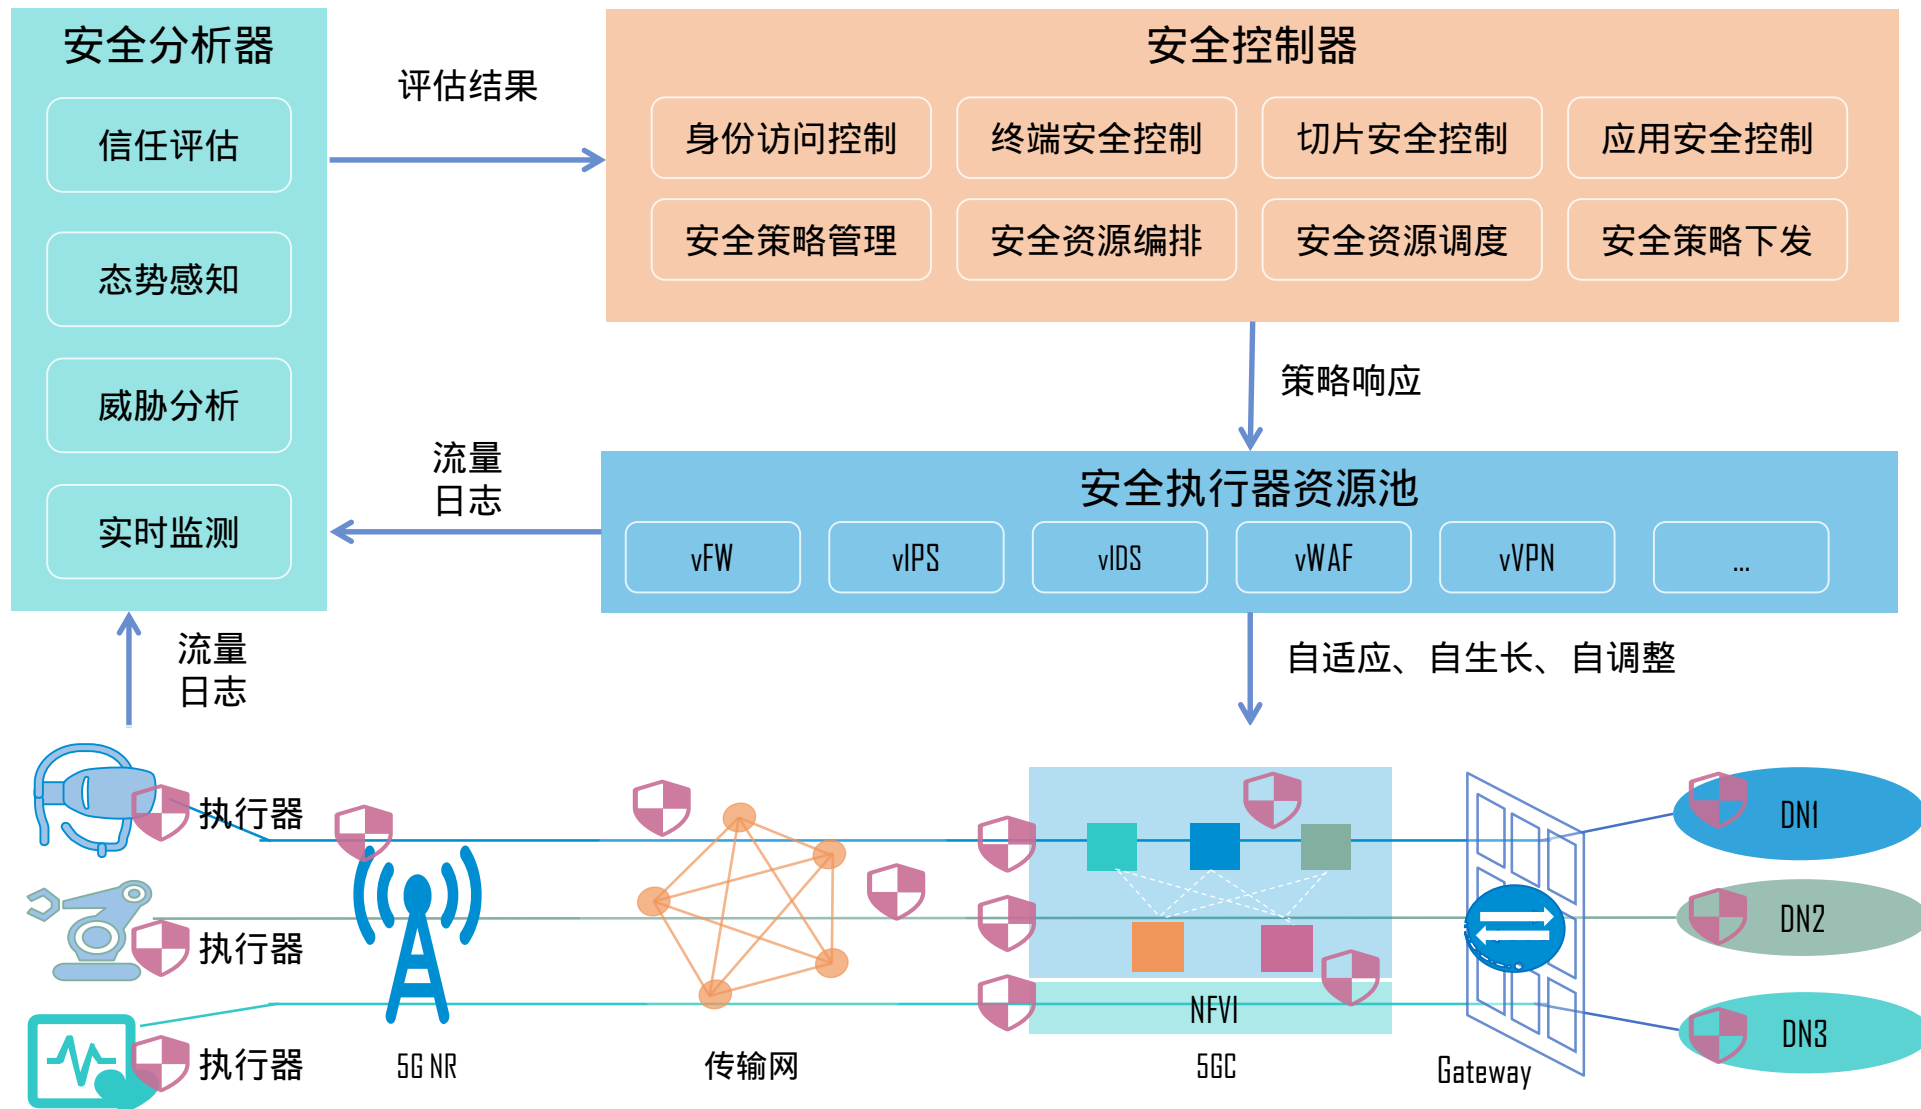 安全分析器
信任评估
态势感知
威胁分析
实时监测
评估结果
安全控制器
身份访问控制
终端安全控制
切片安全控制
应用安全控制
安全策略管理
安全资源编排
安全资源调度
安全策略下发
策略响应
流量
日志
安全执行器资源池
vFW
vIPS
vIDS
vWAF
vVPN
...
流量
日志
自适应、自生长、自调整
执行器
执行器
执行器
5G NR
传输网
NFVI
5GC
Gateway
DN1
DN2
DN3